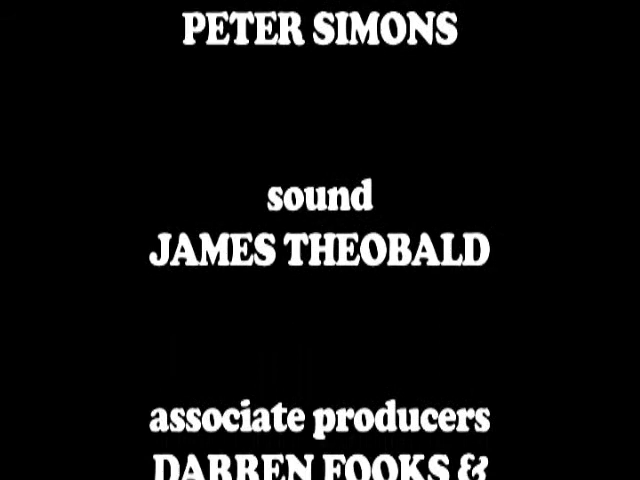 PETER SIMONS
sound
JAMES THEOBALD
associate producers
DARREN FOOKS &